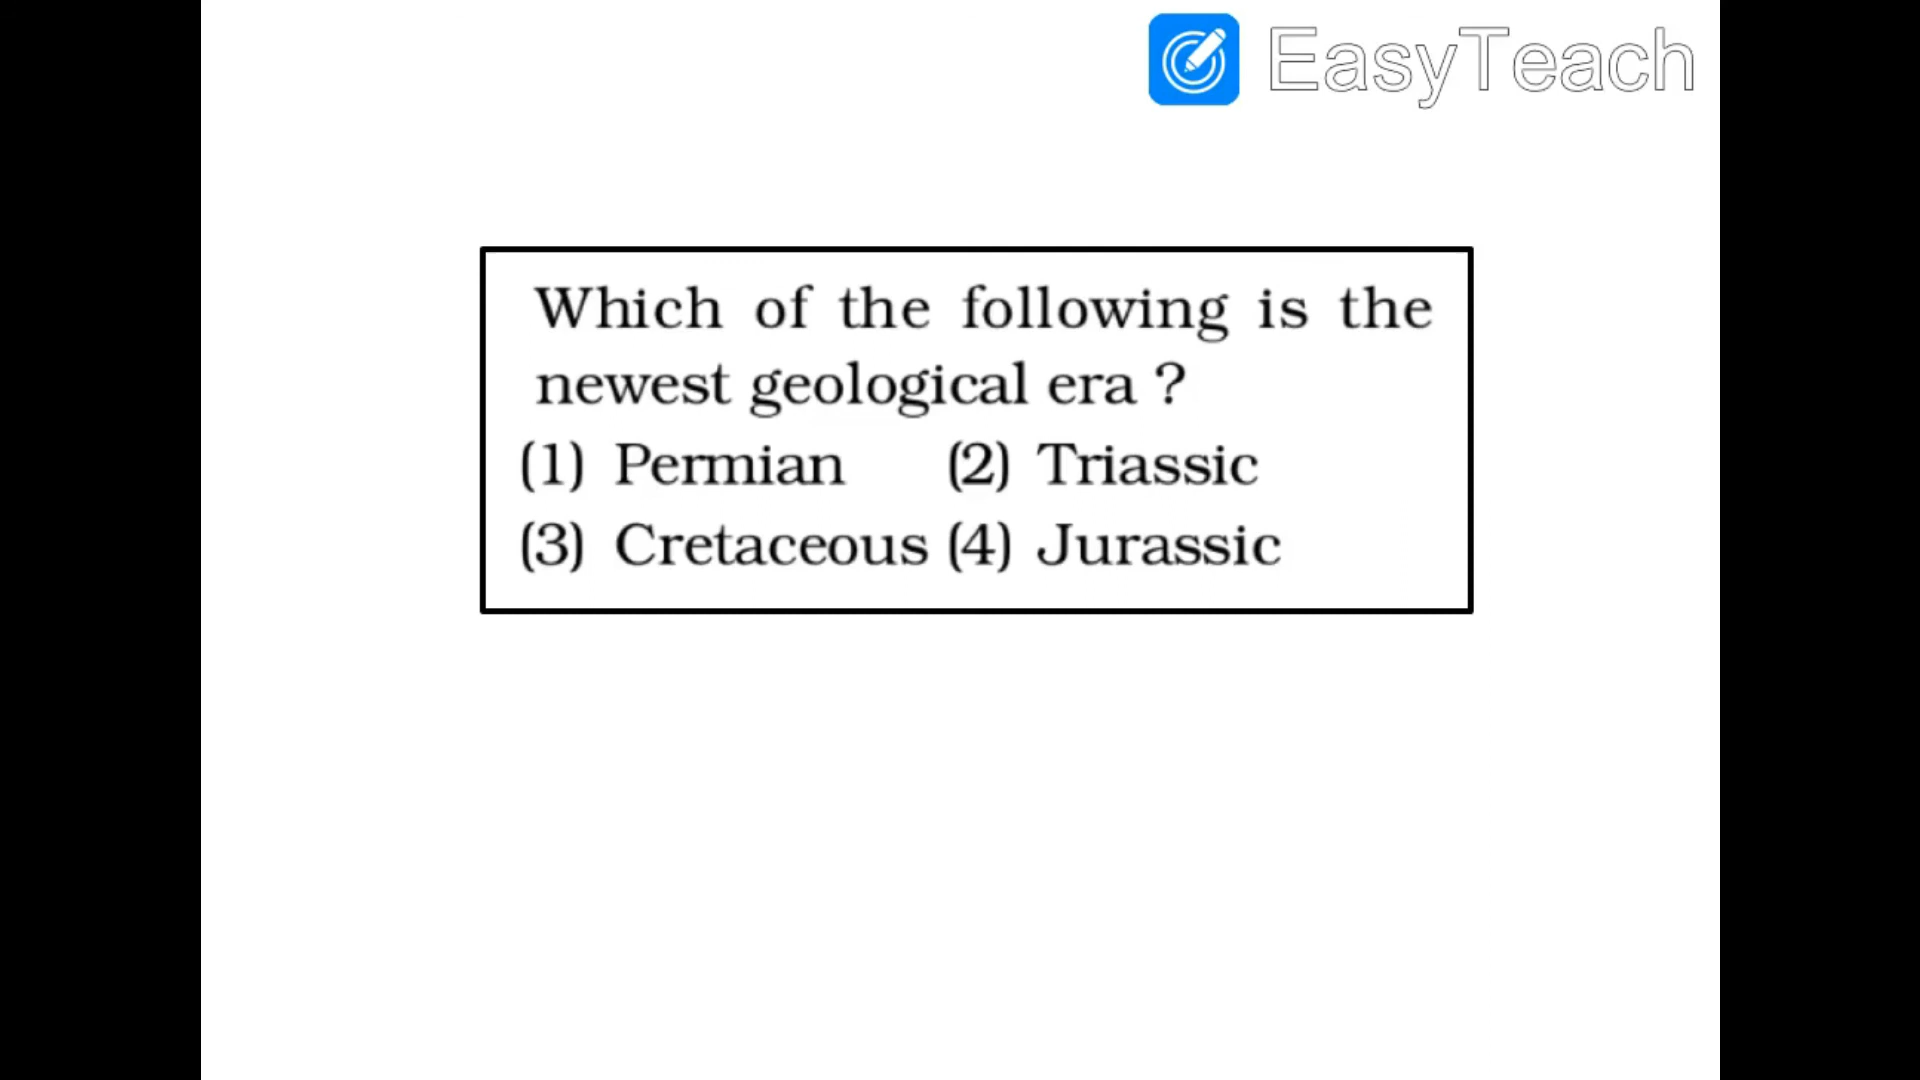 EasyTeach
Which of the following is the
newest geological era ?
(1) Permian (2) Triassic
(3) Cretaceous (4) Jurassic